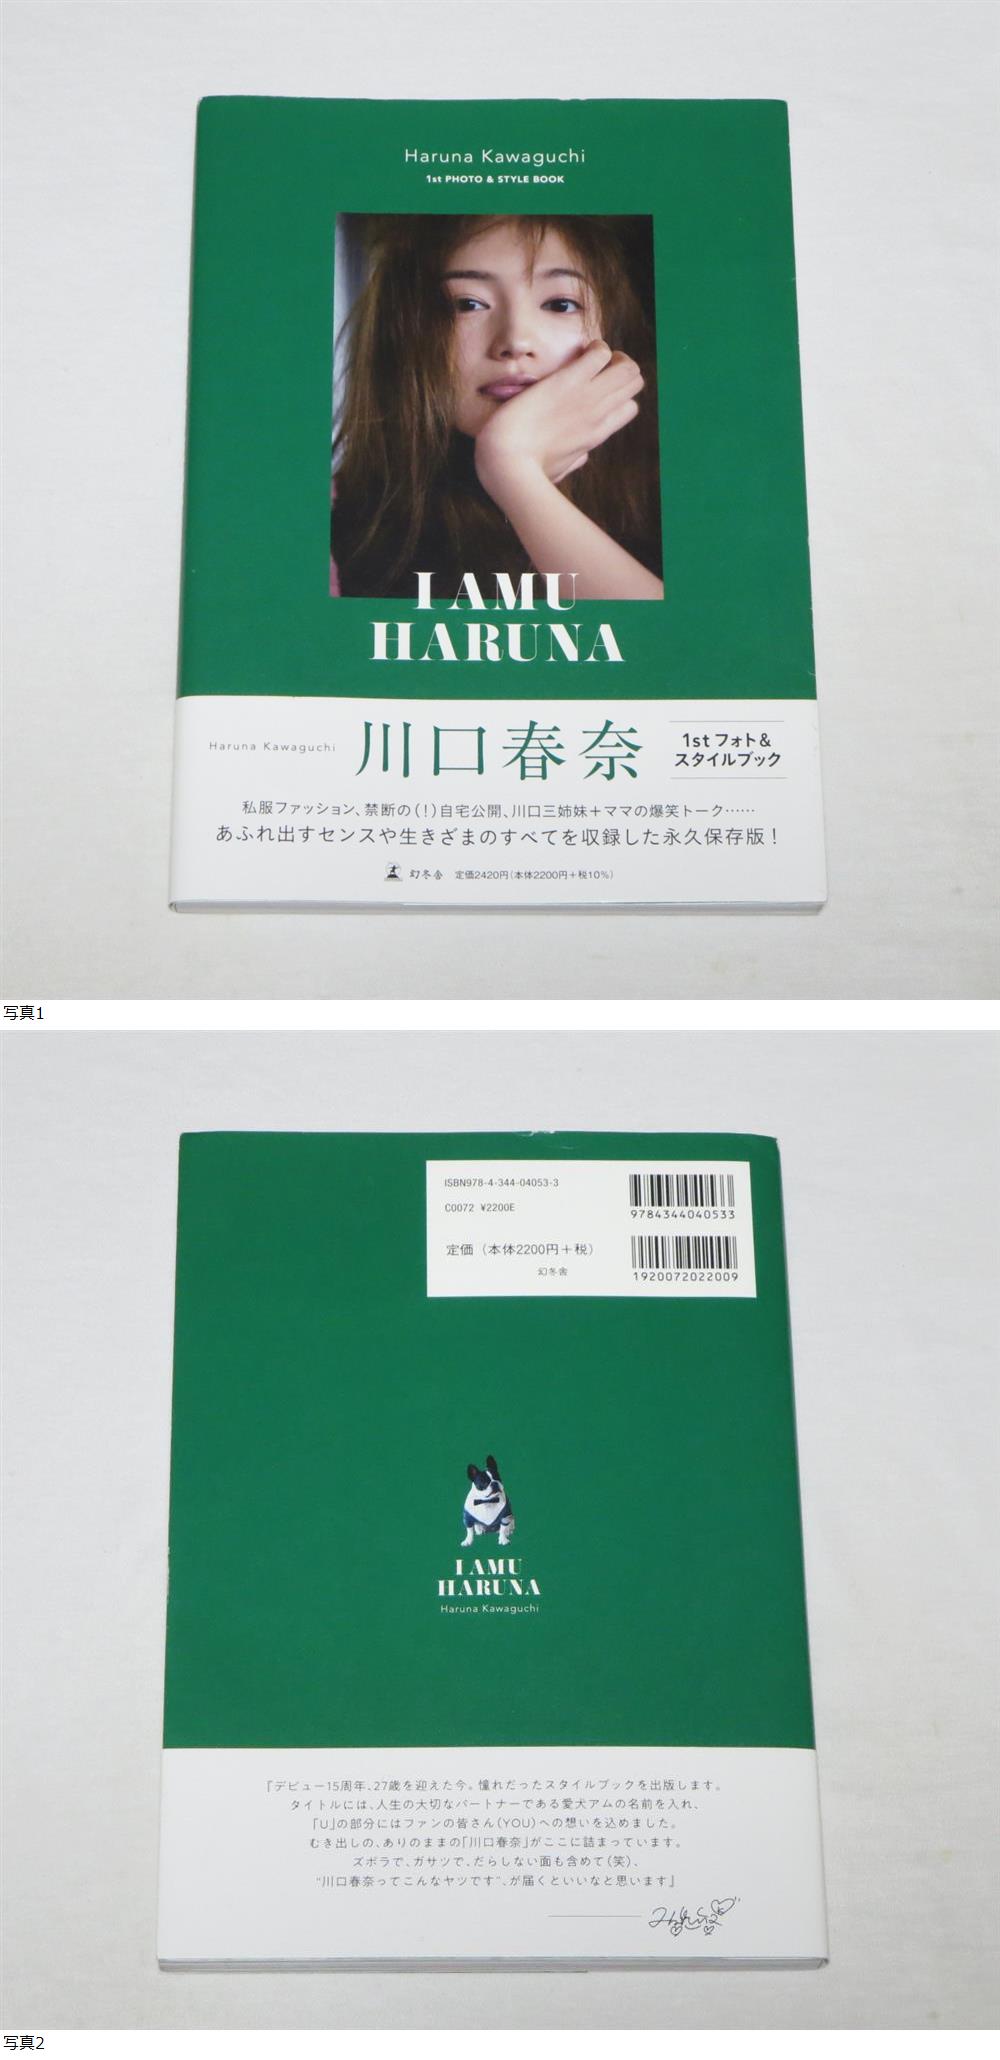 Haruna Kawaguchi
1st PHOTO & STYLE BOOK
I AMU
HARUNA
Haruna Kawaguchi
川口春奈
1st フォト&
スタイルブック
私服ファッション、禁断の(!)自宅公開、川口三姉妹+ママの爆笑トーク……
あふれ出すセンスや生きざまのすべてを収録した永久保存版!
幻冬舎 定価2420円(本体2200円+税10%)
写真1
ISBN978-4-344-04053-3
C0072 ¥2200E
定価(本体2200円+税)
幻冬舎
9784344040533
1920072022009
I AMU
HARUNA
Haruna Kawaguchi
『デビュー15周年、27歳を迎えた今。憧れだったスタイルブックを出版します。
タイトルには、人生の大切なパートナーである愛犬アムの名前を入れ、
「U」の部分にはファンの皆さん(YOU)への想いを込めました。
むき出しの、ありのままの「川口春奈」がここに詰まっています。
ズボラで、ガサツで、だらしない面も含めて(笑)、
"川口春奈ってこんなヤツです"、が届くといいなと思います』
写真2